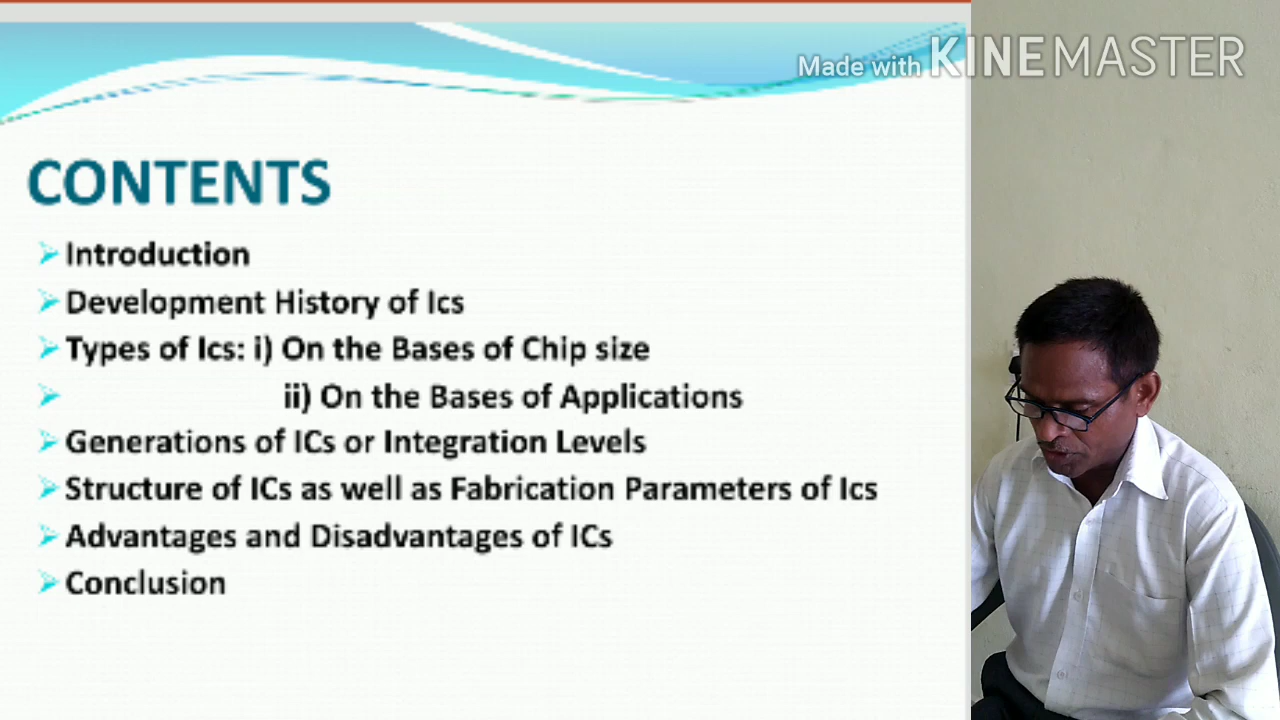 Made with KINEMASTER
CONTENTS
Introduction
Development History of Ics
Types of Ics: i) On the Bases of Chip size
ii) On the Bases of Applications
Generations of ICs or Integration Levels
Structure of ICs as well as Fabrication Parameters of Ics
Advantages and Disadvantages of ICs
Conclusion